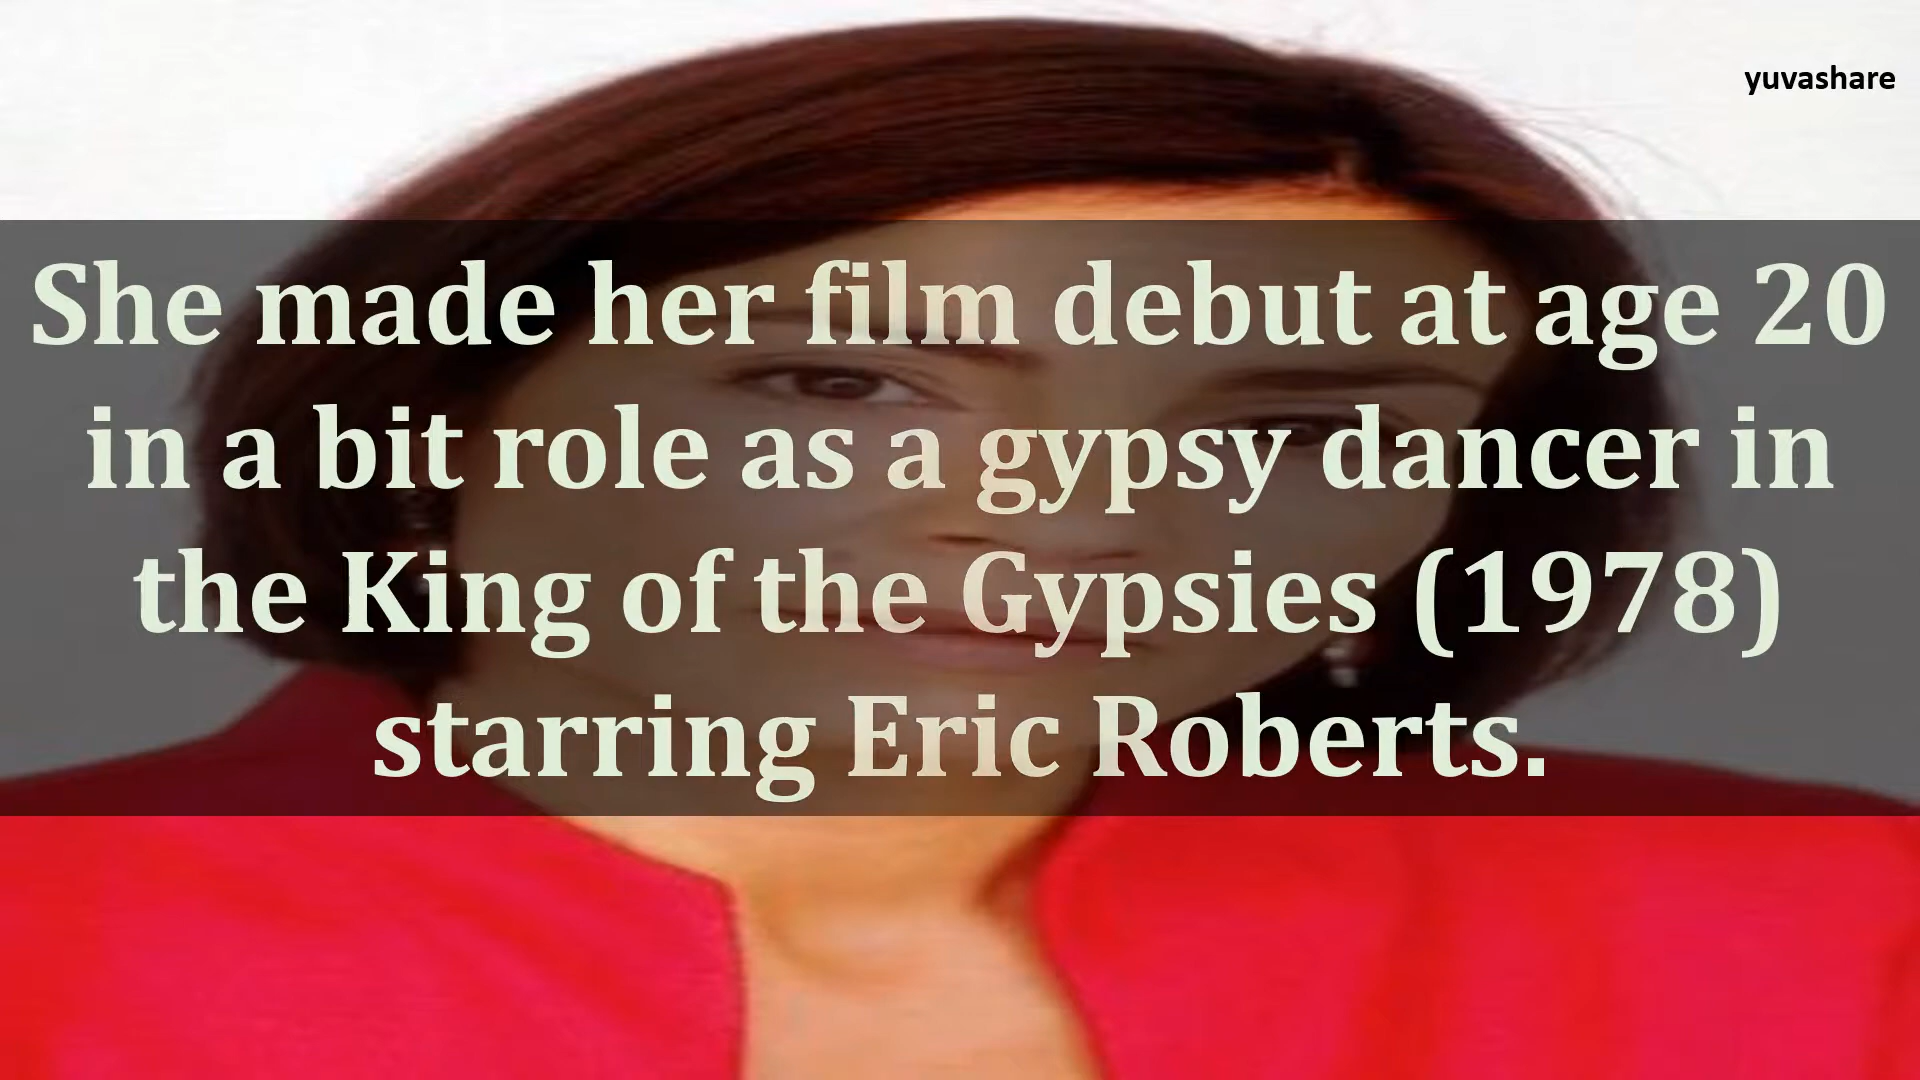 yuvashare
She made her film debut at age 20
in a bit role as a gypsy dancer in
the King of the Gypsies (1978)
starring Eric Roberts.